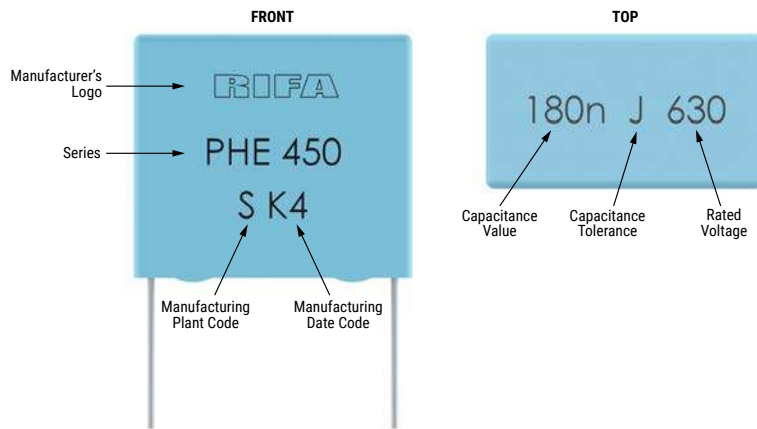 FRONT
TOP
Manufacturer's
Logo
RIFA
Series
PHE 450
S K4
Manufacturing
Plant Code
Manufacturing
Date Code
180n J 630
Capacitance
Value
Capacitance
Tolerance
Rated
Voltage